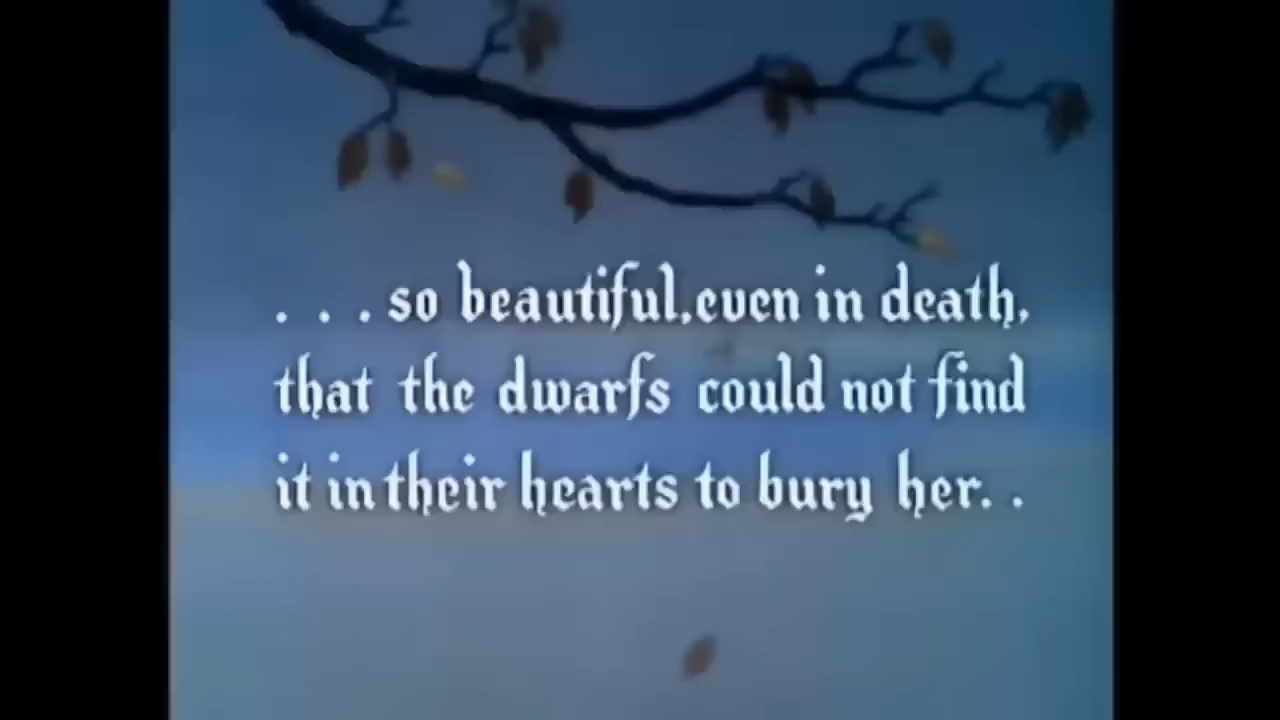 . . . so beautiful, even in death,
that the dwarfs could not find
it in their hearts to bury her. .